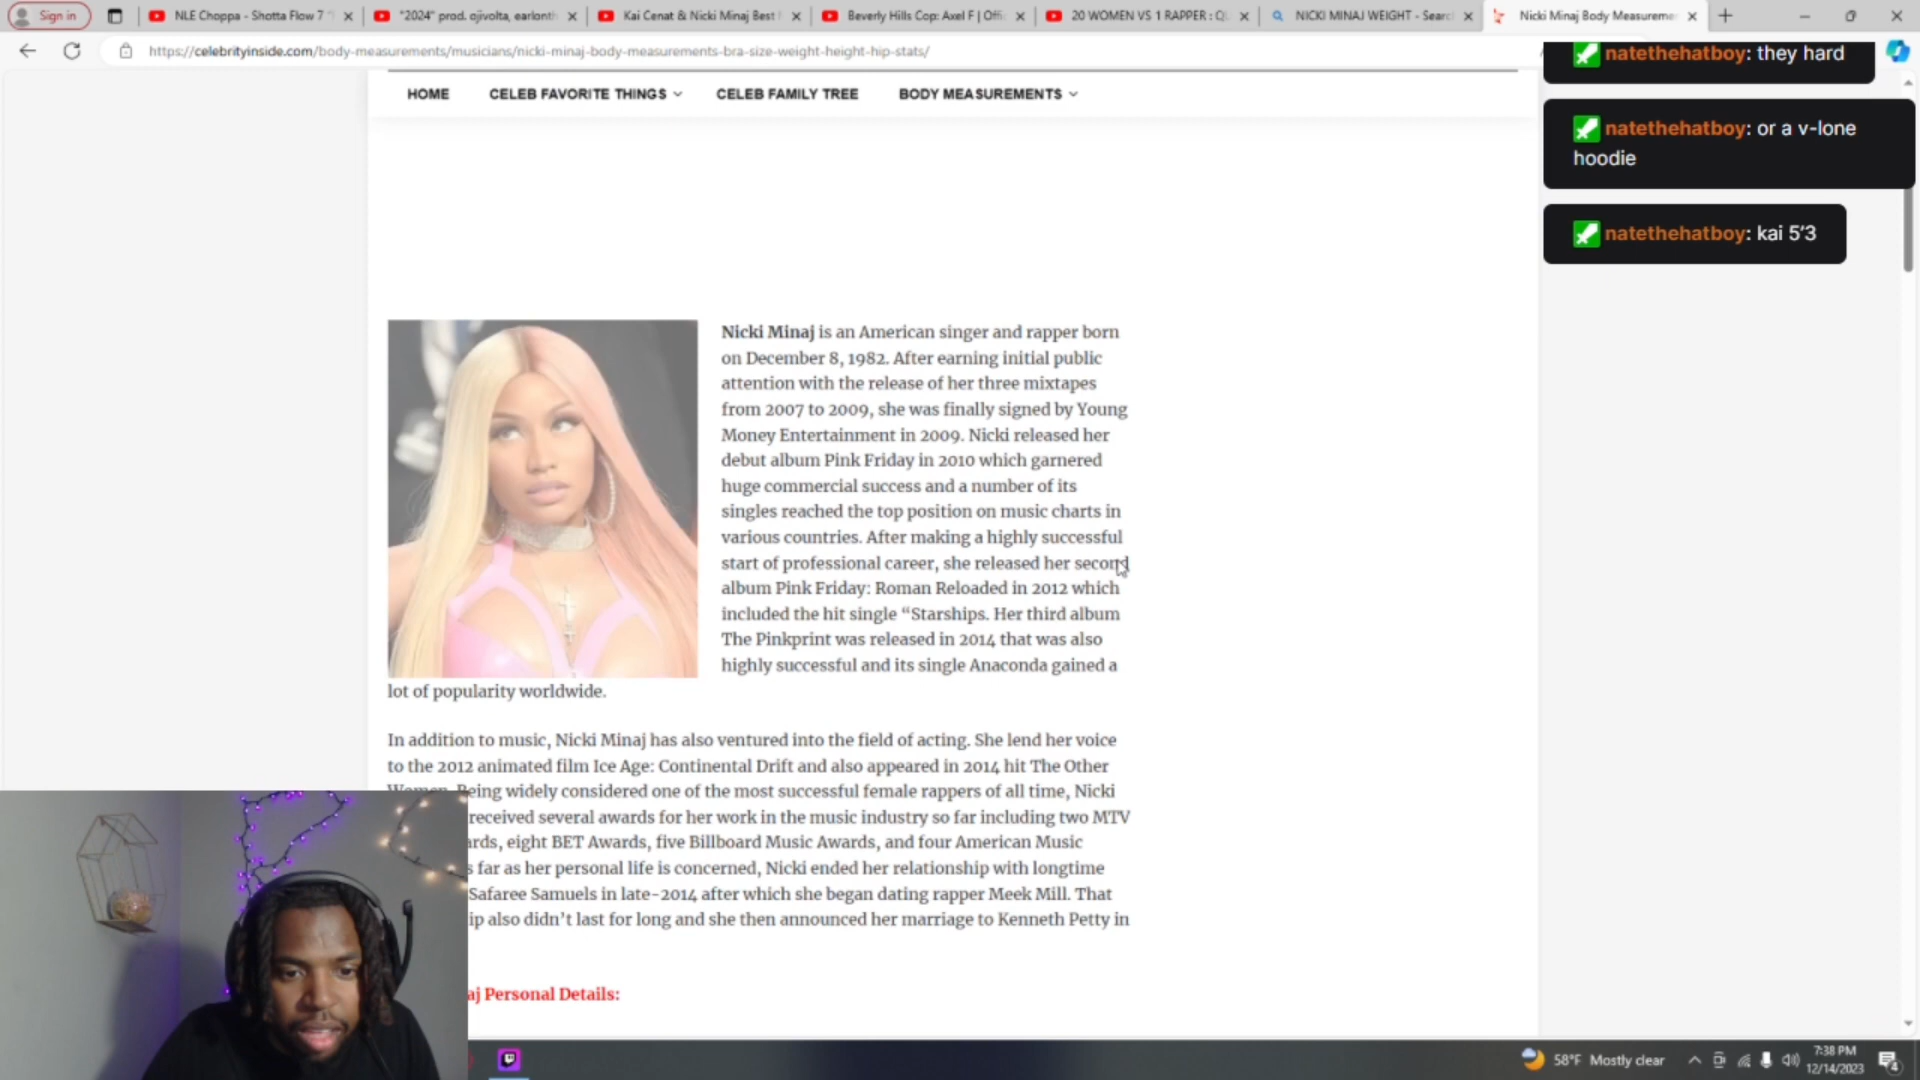 Sign in
NLE Choppa - Shotta Flow 7
"2024" prod. ojivolta, earlonth
Kai Cenat & Nicki Minaj Best
Beverly Hills Cop: Axel F | Offi
20 WOMEN VS 1 RAPPER : Q
NICKI MINAJ WEIGHT - Searc
Nicki Minaj Body Measureme
https://celebrityinside.com/body-measurements/musicians/nicki-minaj-body-measurements-bra-size-weight-height-hip-stats/
HOME CELEB FAVORITE THINGS CELEB FAMILY TREE BODY MEASUREMENTS
natethehatboy: they hard
natethehatboy: or a v-lone
hoodie
natethehatboy: kai 5'3
Nicki Minaj is an American singer and rapper born
on December 8, 1982. After earning initial public
attention with the release of her three mixtapes
from 2007 to 2009, she was finally signed by Young
Money Entertainment in 2009. Nicki released her
debut album Pink Friday in 2010 which garnered
huge commercial success and a number of its
singles reached the top position on music charts in
various countries. After making a highly successful
start of professional career, she released her second
album Pink Friday: Roman Reloaded in 2012 which
included the hit single “Starships. Her third album
The Pinkprint was released in 2014 that was also
highly successful and its single Anaconda gained a
lot of popularity worldwide.
In addition to music, Nicki Minaj has also ventured into the field of acting. She lend her voice
to the 2012 animated film Ice Age: Continental Drift and also appeared in 2014 hit The Other
Being widely considered one of the most successful female rappers of all time, Nicki
received several awards for her work in the music industry so far including two MTV
rds, eight BET Awards, five Billboard Music Awards, and four American Music
s far as her personal life is concerned, Nicki ended her relationship with longtime
Safaree Samuels in late-2014 after which she began dating rapper Meek Mill. That
ip also didn’t last for long and she then announced her marriage to Kenneth Petty in
aj Personal Details:
58°F Mostly clear
7:38 PM
12/14/2023
4